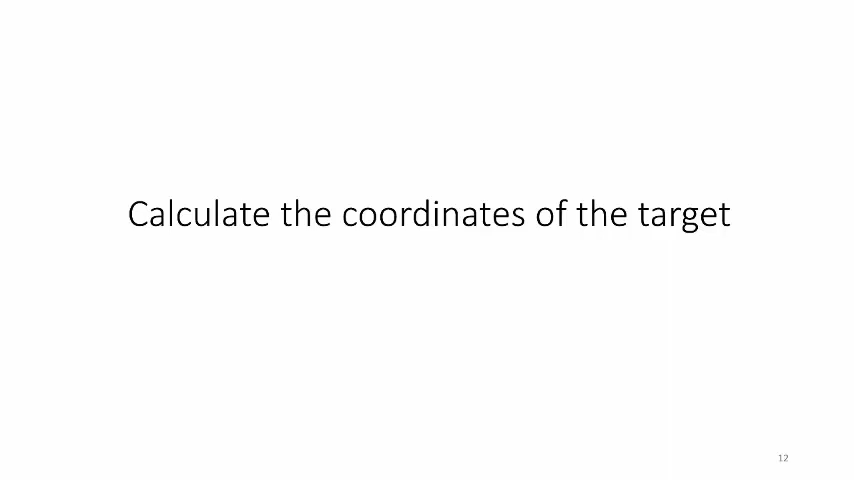 Calculate the coordinates of the target
12